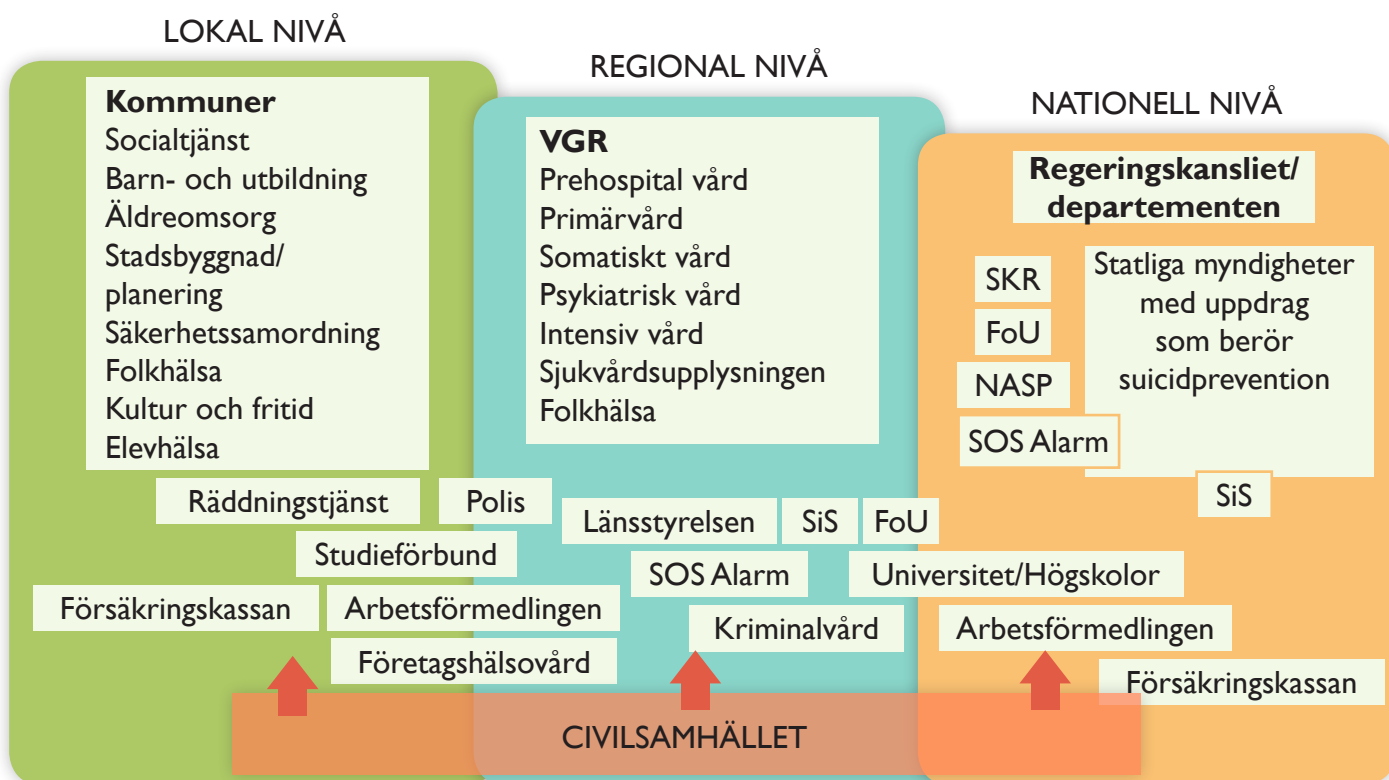 LOKAL NIVÅ
REGIONAL NIVÅ
NATIONELL NIVÅ
Kommuner
Socialtjänst
Barn- och utbildning
Äldreomsorg
Stadsbyggnad/
planering
Säkerhetssamordning
Folkhälsa
Kultur och fritid
Elevhälsa
VGR
Prehospital vård
Primärvård
Somatiskt vård
Psykiatrisk vård
Intensiv vård
Sjukvårdsupplysningen
Folkhälsa
Regeringskansliet/
departementen
SKR
FoU
NASP
SOS Alarm
Statliga myndigheter
med uppdrag
som berör
suicidprevention
SiS
Räddningstjänst
Polis
Länsstyrelsen
SiS
FoU
Studieförbund
SOS Alarm
Universitet/Högskolor
Försäkringskassan
Arbetsförmedlingen
Kriminalvård
Arbetsförmedlingen
Företagshälsovård
Försäkringskassan
CIVILSAMHÄLLET